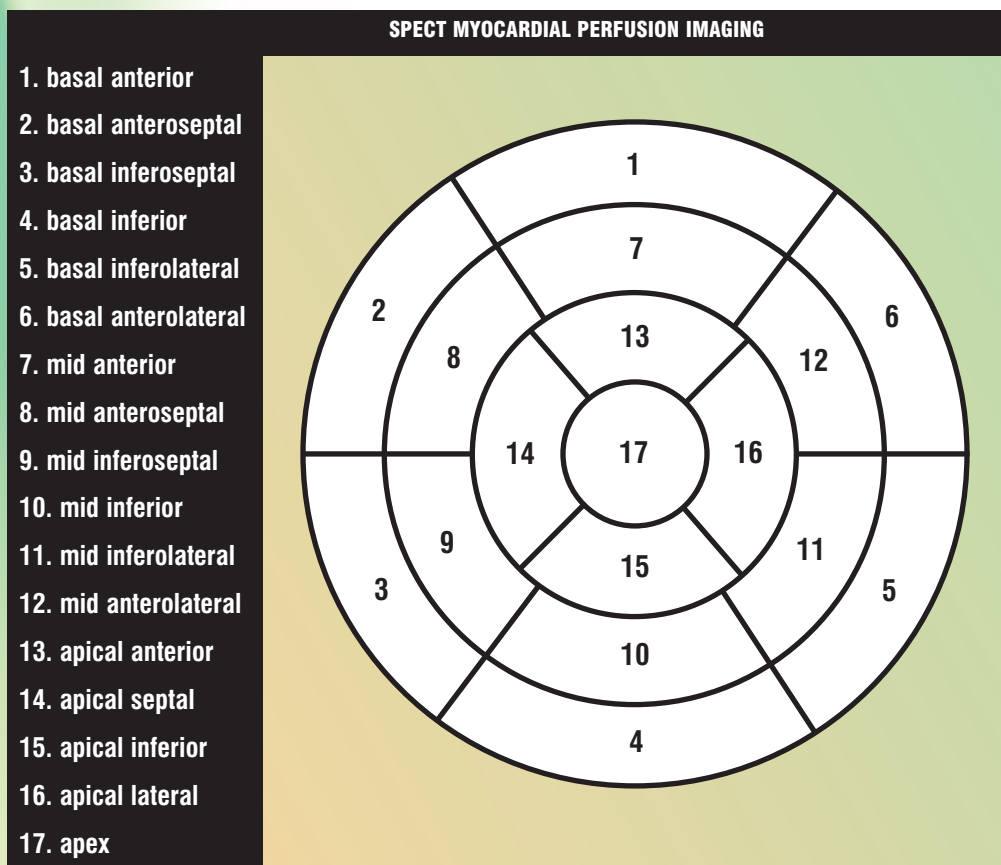 SPECT MYOCARDIAL PERFUSION IMAGING
1. basal anterior
2. basal anteroseptal
3. basal inferoseptal
4. basal inferior
5. basal inferolateral
6. basal anterolateral
7. mid anterior
8. mid anteroseptal
9. mid inferoseptal
10. mid inferior
11. mid inferolateral
12. mid anterolateral
13. apical anterior
14. apical septal
15. apical inferior
16. apical lateral
17. apex
1
7
13
2
8
6
12
14
17
16
9
11
3
5
15
10
4